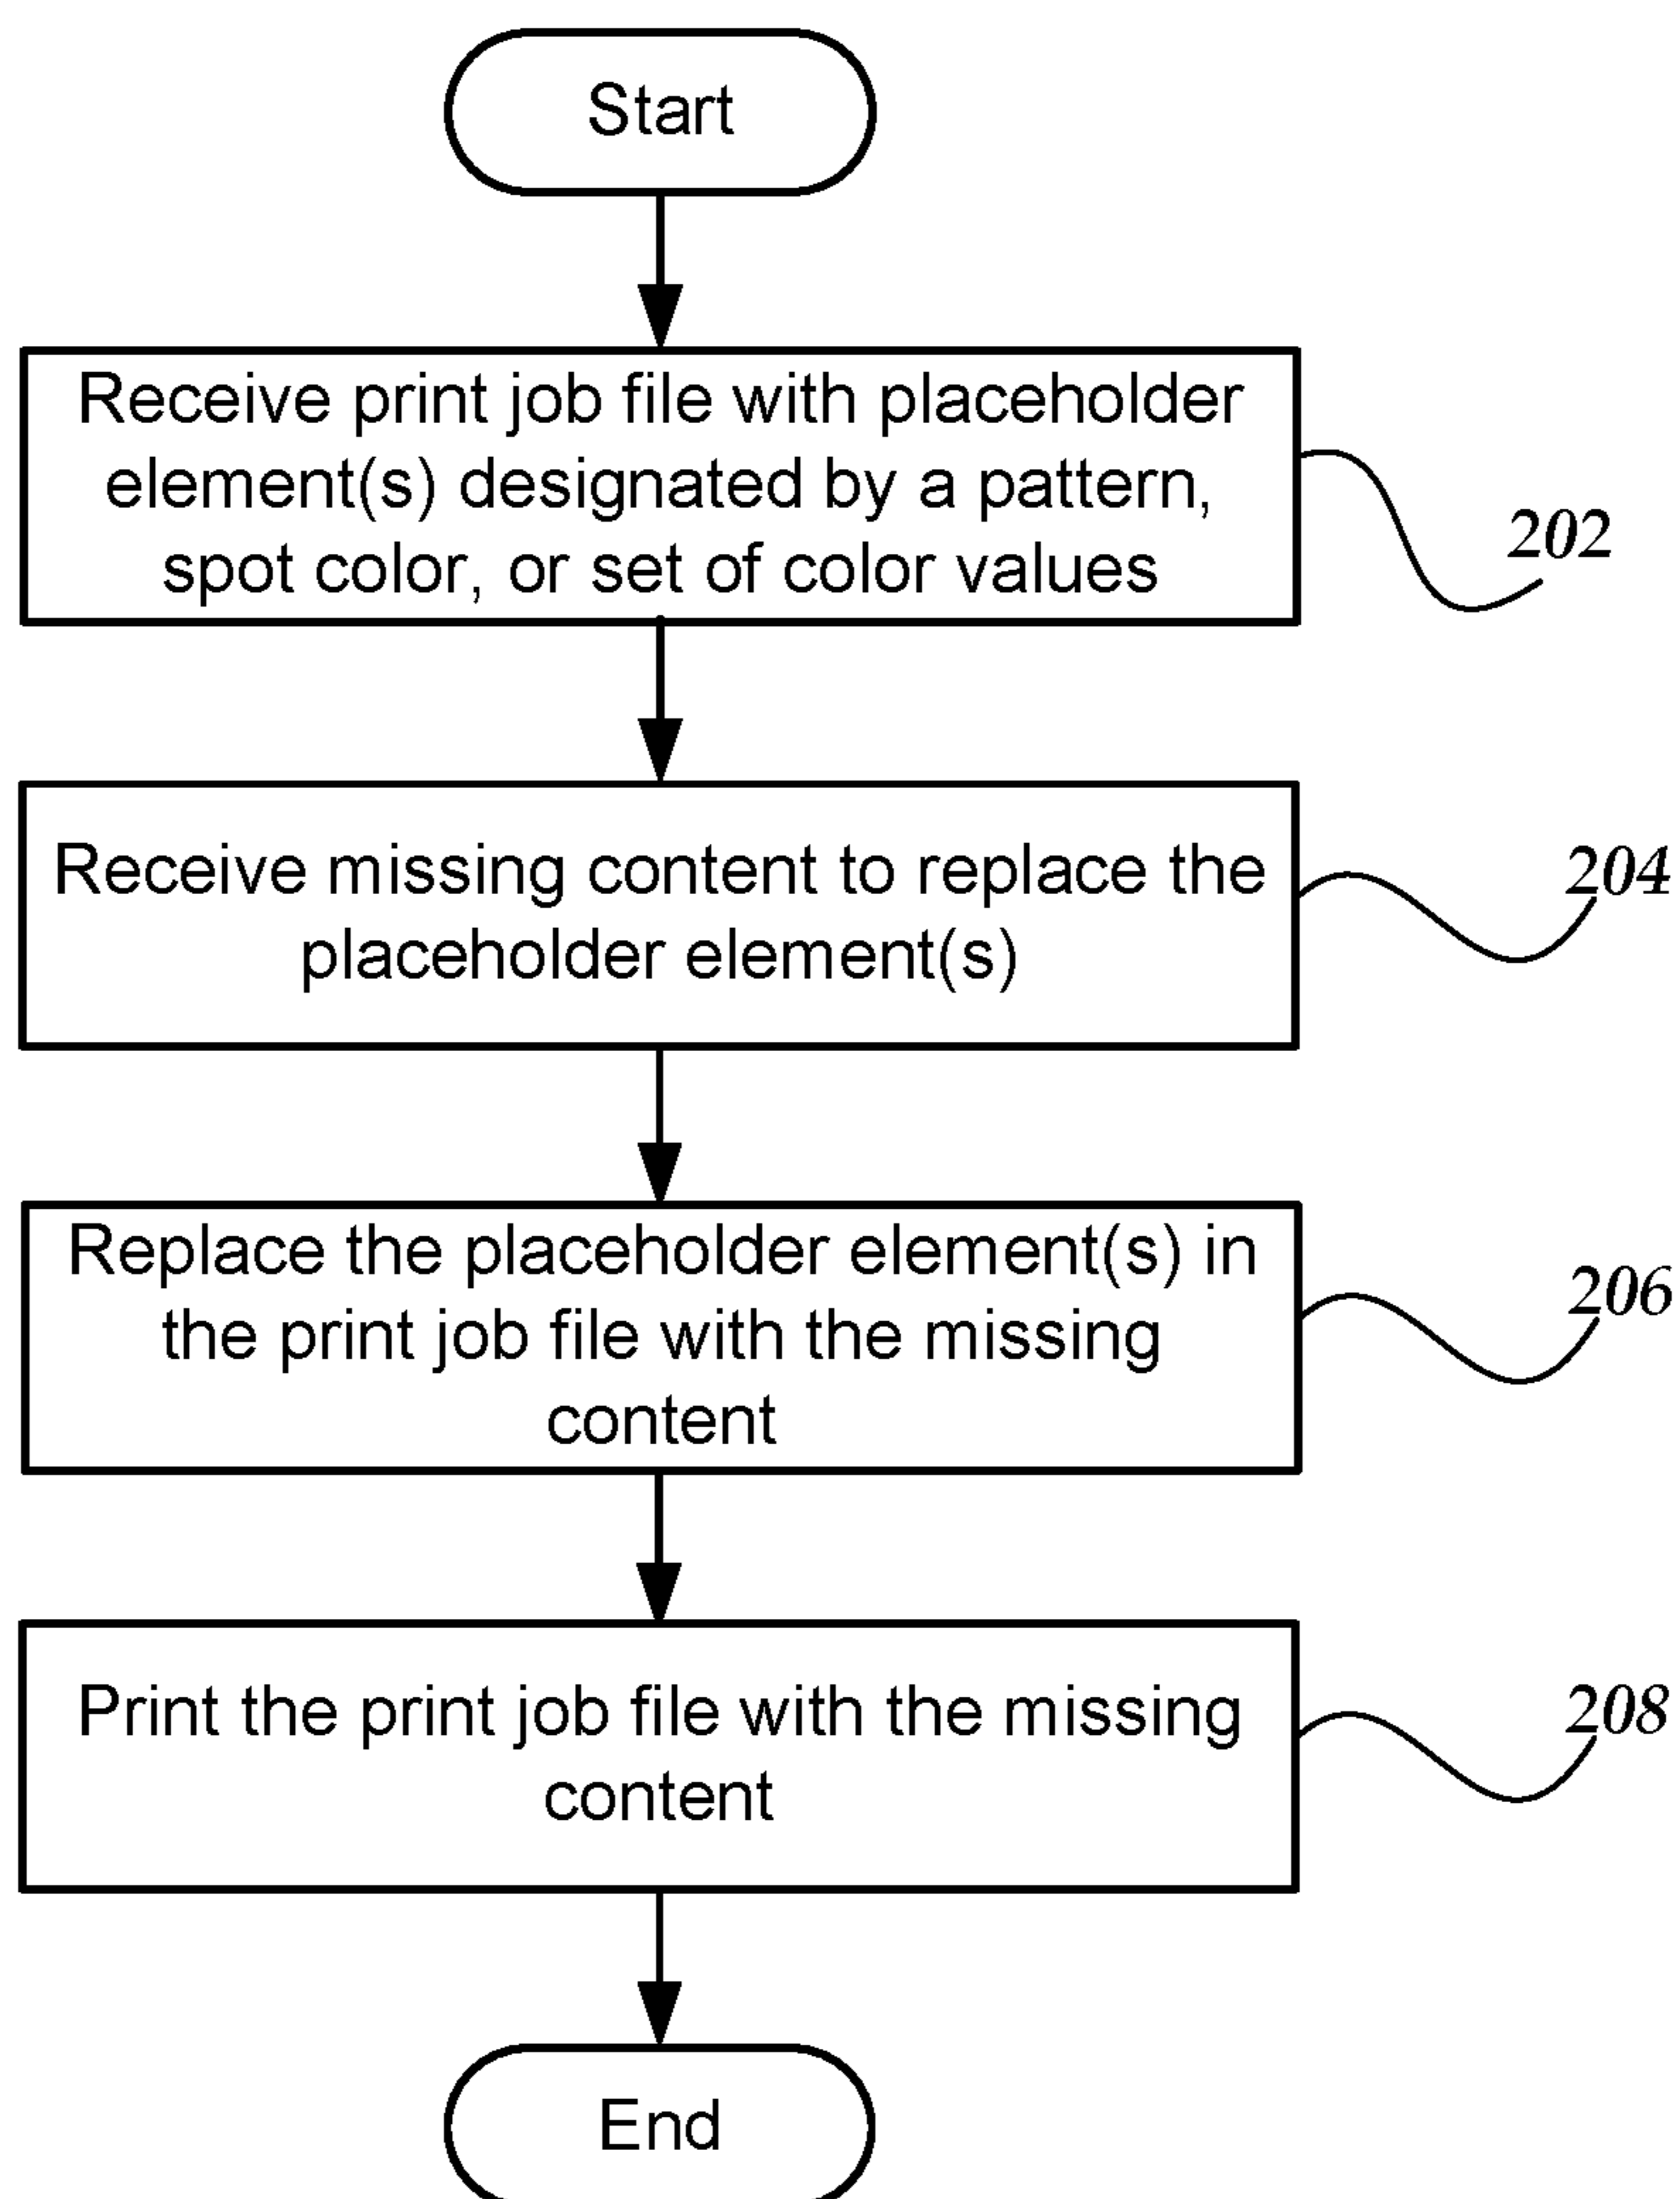 Start
Receive print job file with placeholder
element(s) designated by a pattern,
spot color, or set of color values
202
Receive missing content to replace the
placeholder element(s)
204
Replace the placeholder element(s) in
the print job file with the missing
content
206
Print the print job file with the missing
content
208
End